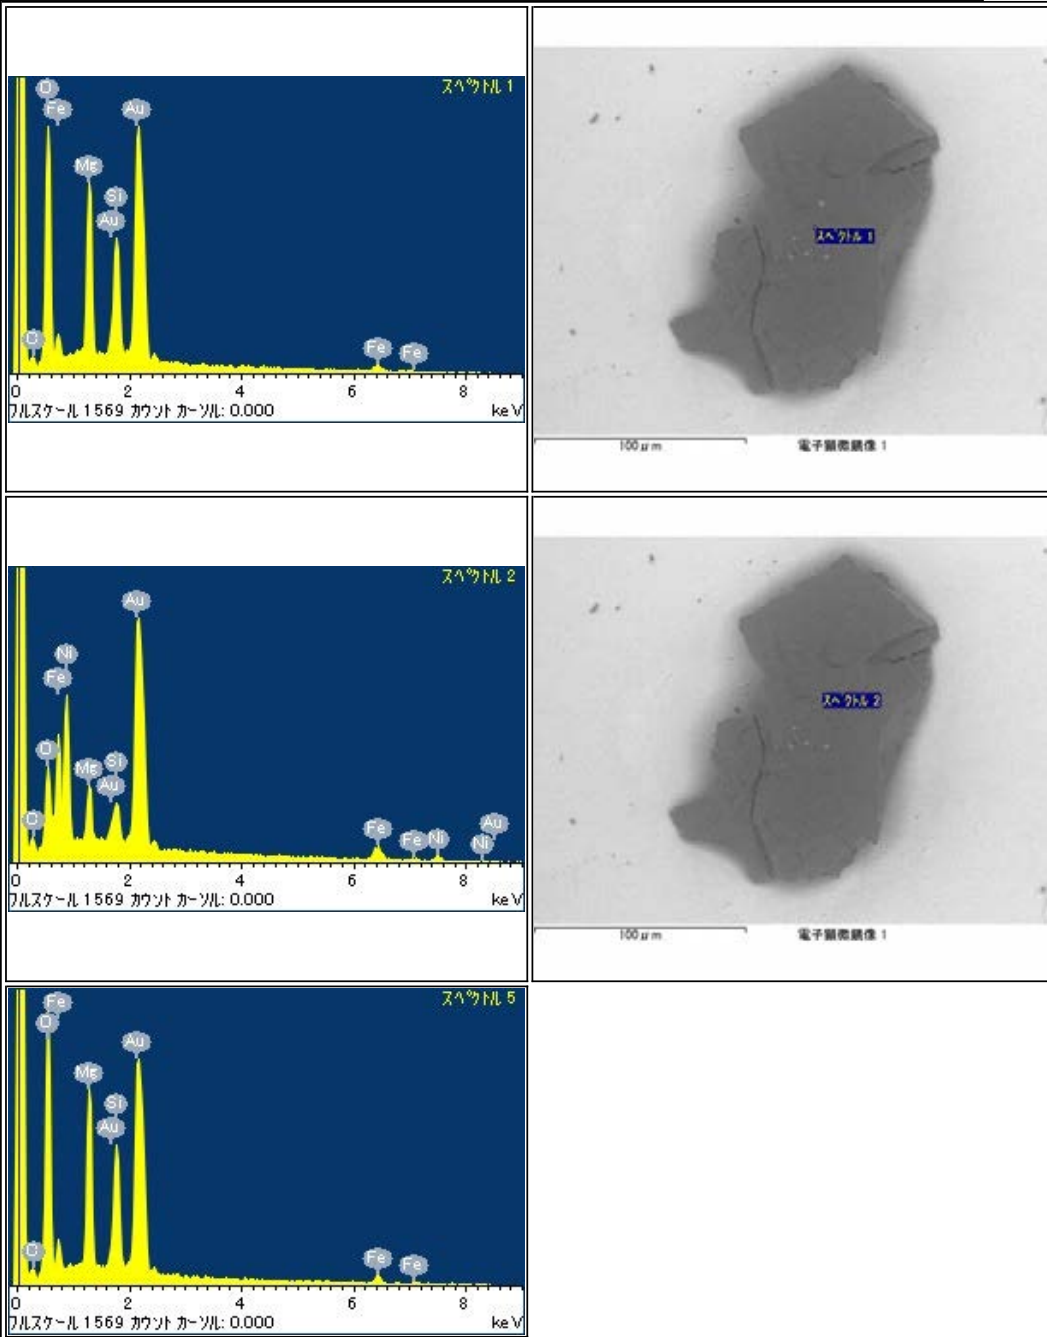 スペクトル 1
O
Fe
Au
Mg
Si
Au
C
Fe
Fe
0 2 4 6 8
フルスケール 1569 カウント カーソル: 0.000 keV
スペクトル 1
100μm 電子顕微鏡像 1
スペクトル 2
Au
Ni
Fe
O
Mg
Si
Au
C
Fe
Fe
Ni
Au
Ni
0 2 4 6 8
フルスケール 1569 カウント カーソル: 0.000 keV
スペクトル 2
100μm 電子顕微鏡像 1
スペクトル 5
Fe
O
Au
Mg
Si
Au
C
Fe
Fe
0 2 4 6 8
フルスケール 1569 カウント カーソル: 0.000 keV